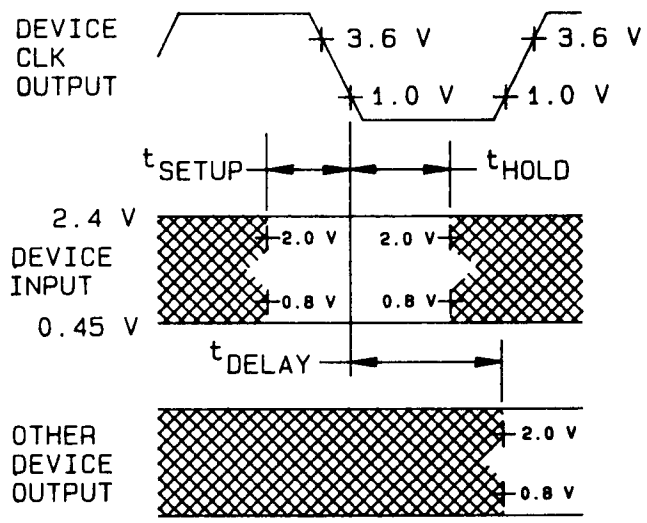 DEVICE
CLK
OUTPUT
3.6 V
3.6 V
1.0 V
1.0 V
tSETUP
tHOLD
2.4 V
DEVICE
INPUT
0.45 V
2.0 V
2.0 V
0.8 V
0.8 V
tDELAY
OTHER
DEVICE
OUTPUT
2.0 V
0.8 V